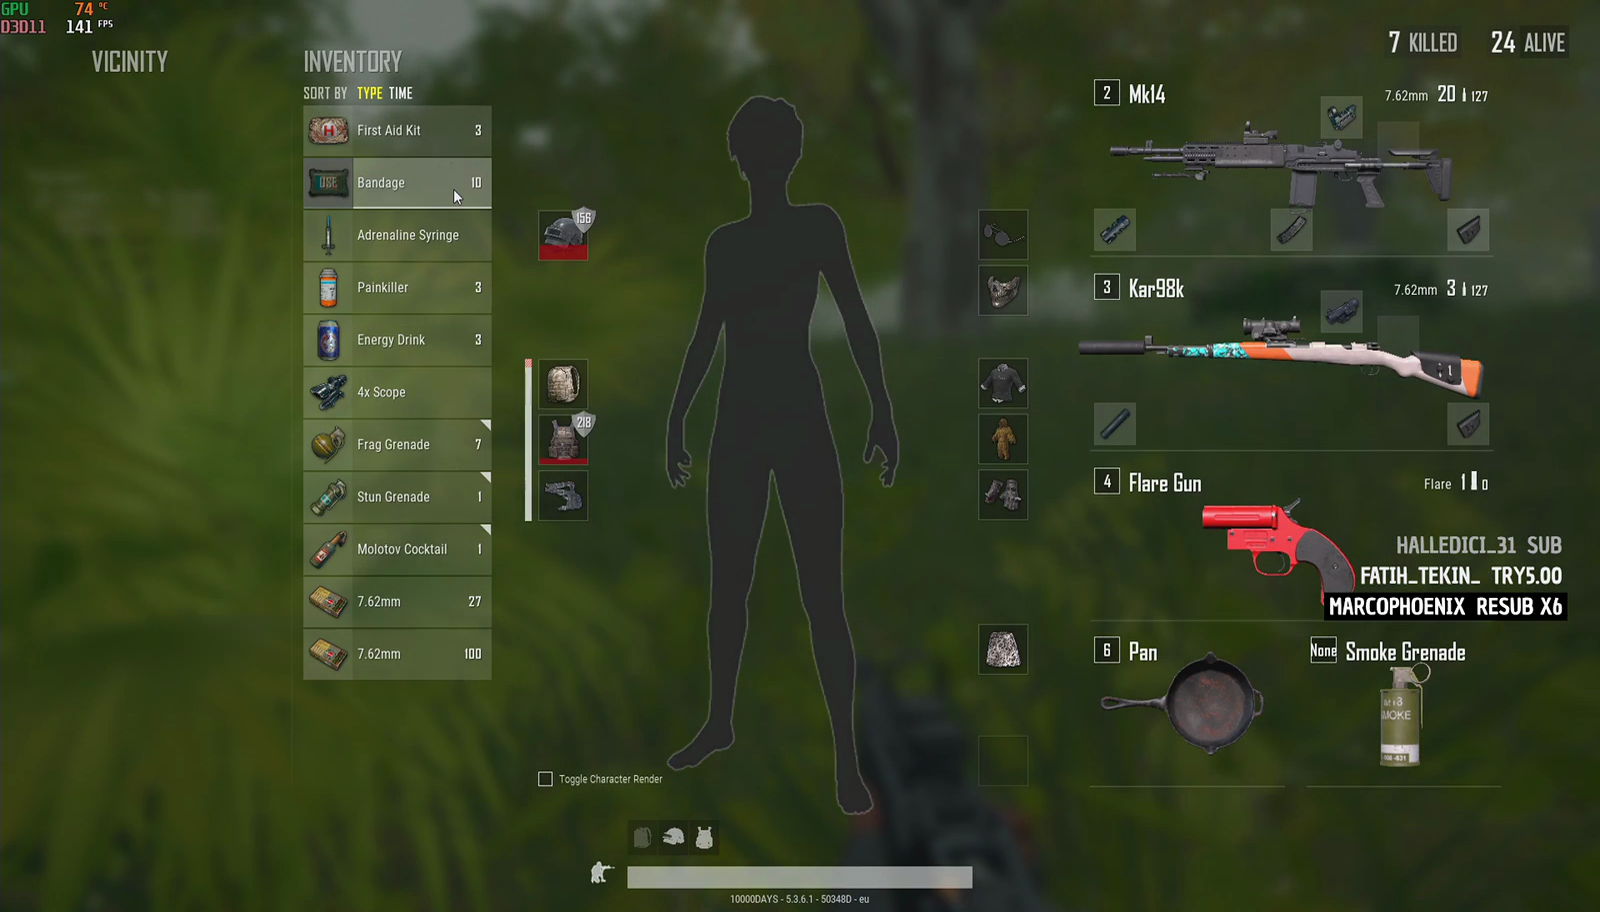 GPU 74 °C
D3D11 141 FPS
VICINITY
INVENTORY
SORT BY TYPE TIME
First Aid Kit 3
Bandage 10
Adrenaline Syringe
Painkiller 3
Energy Drink 3
4x Scope
Frag Grenade 7
Stun Grenade 1
Molotov Cocktail 1
7.62mm 27
7.62mm 100
156
218
Toggle Character Render
10000DAYS - 5.3.6.1 - 50348D - eu
7 KILLED 24 ALIVE
2 Mk14 7.62mm 20 127
3 Kar98k 7.62mm 3 127
4 Flare Gun Flare 1 0
HALLEDICI_31 SUB
FATIH_TEKIN_ TRY5.00
MARCOPHOENIX RESUB X6
6 Pan
None Smoke Grenade
M18
SMOKE